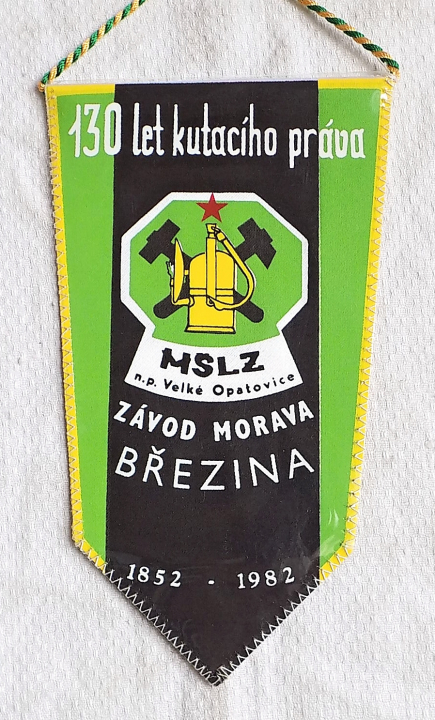 130 let kutacího práva
MSLZ
n.p. Velké Opatovice
ZÁVOD MORAVA
BŘEZINA
1852 - 1982